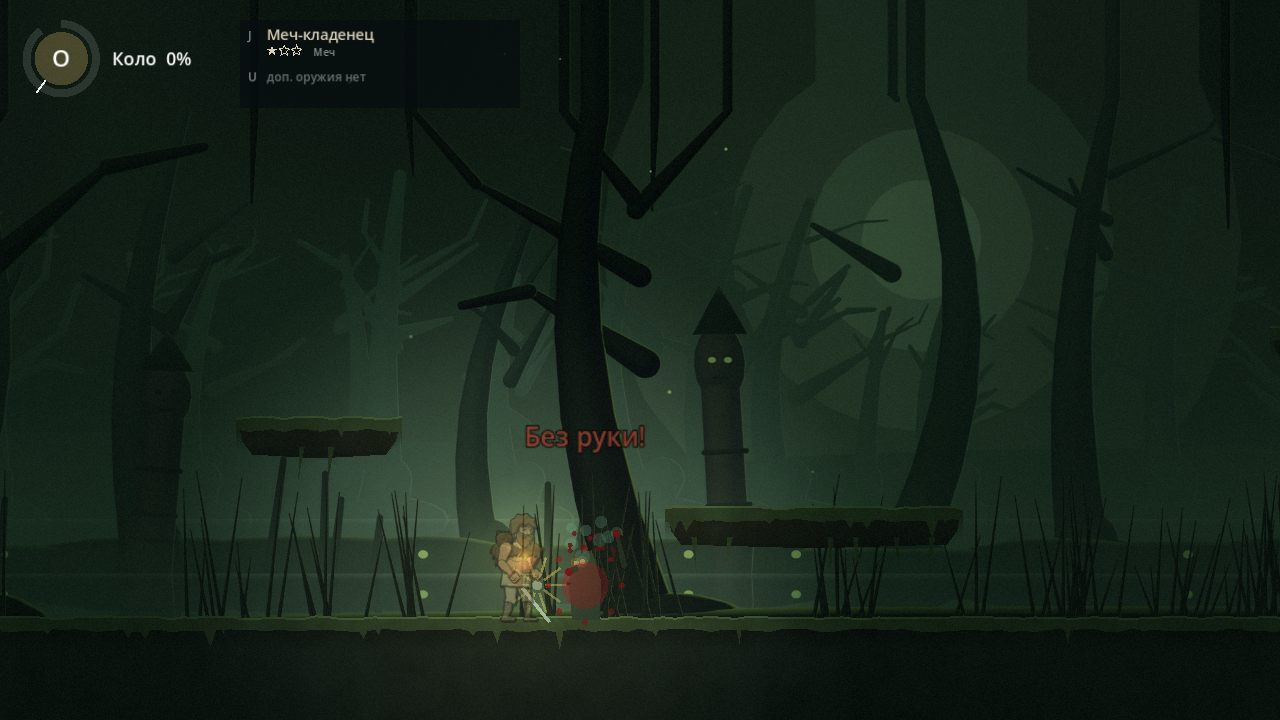 О
Коло 0%
J Меч-кладенец
★☆☆ Меч
U доп. оружия нет
Без руки!